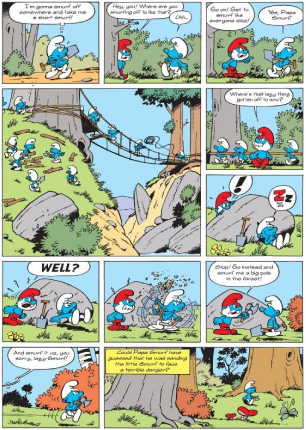 I'm gonna smurf off
somewhere and take me
a short smurf!
Hey, you! Where are you
smurfing off to like that?
Ohh...
Go on! Get to
smurf like
everyone else!
Yes, Papa
Smurf!
Where's that lazy thing
gotten off to now?
!
ZZZ
WELL?
Stop! Go instead and
smurf me a big pole
in the forest!
And smurf it up, you
sorry, lazy Smurf!
Could Papa Smurf have
guessed that he was sending
the little Smurf to face
a terrible danger?